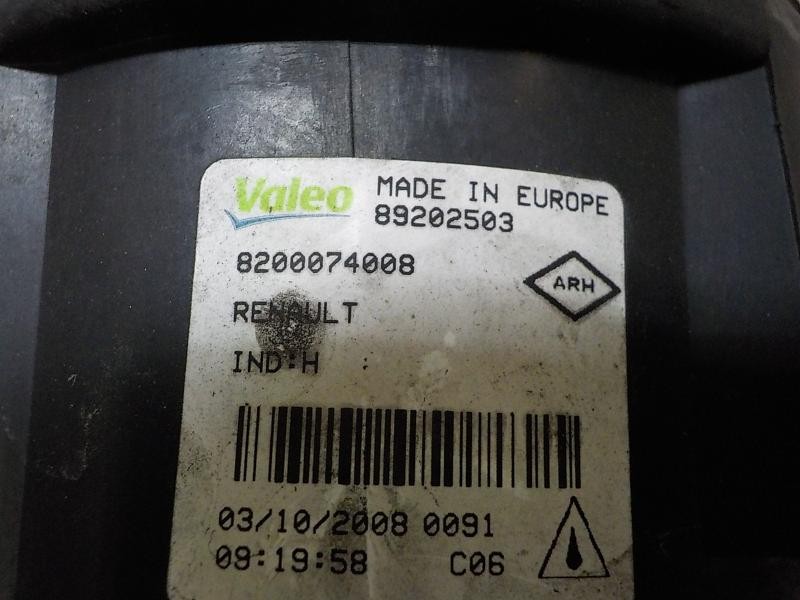 Valeo MADE IN EUROPE
89202503
8200074008
ARH
RENAULT
IND:H
03/10/2008 0091
09:19:58 C06